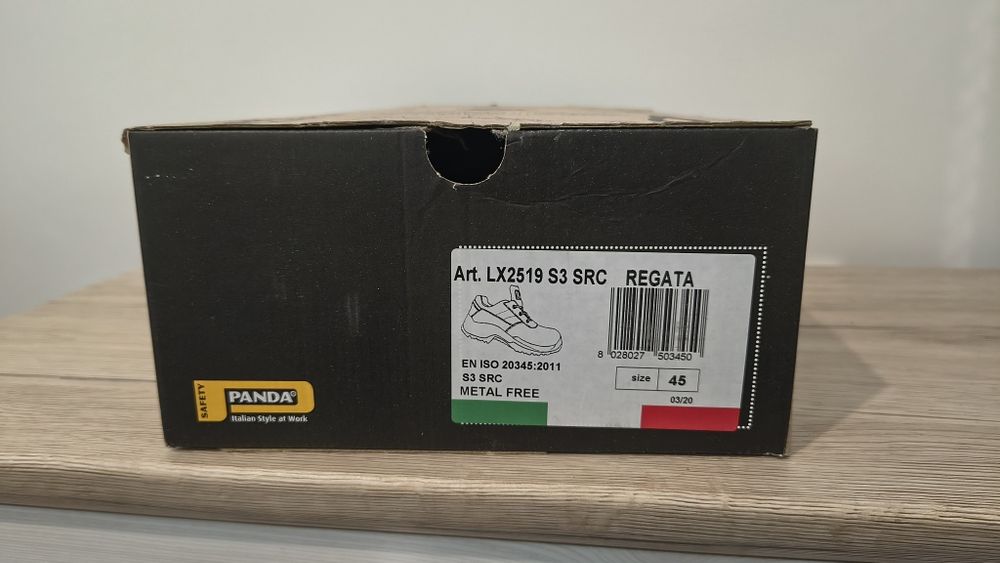 Art. LX2519 S3 SRC REGATA
8 028027 503450
EN ISO 20345:2011
S3 SRC
METAL FREE
size 45
03/20
SAFETY
PANDA®
Italian Style at Work